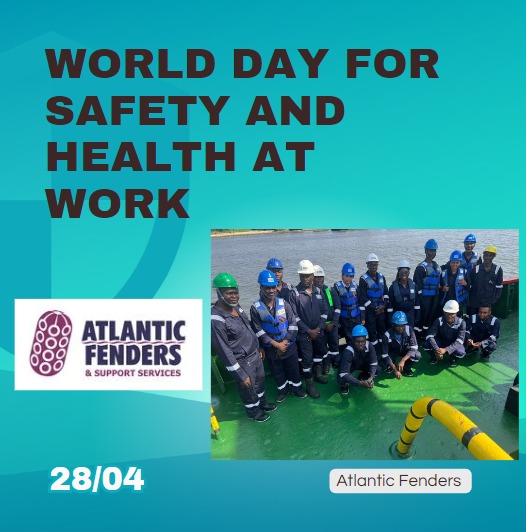 WORLD DAY FOR
SAFETY AND
HEALTH AT
WORK
ATLANTIC
FENDERS
& SUPPORT SERVICES
28/04
Atlantic Fenders